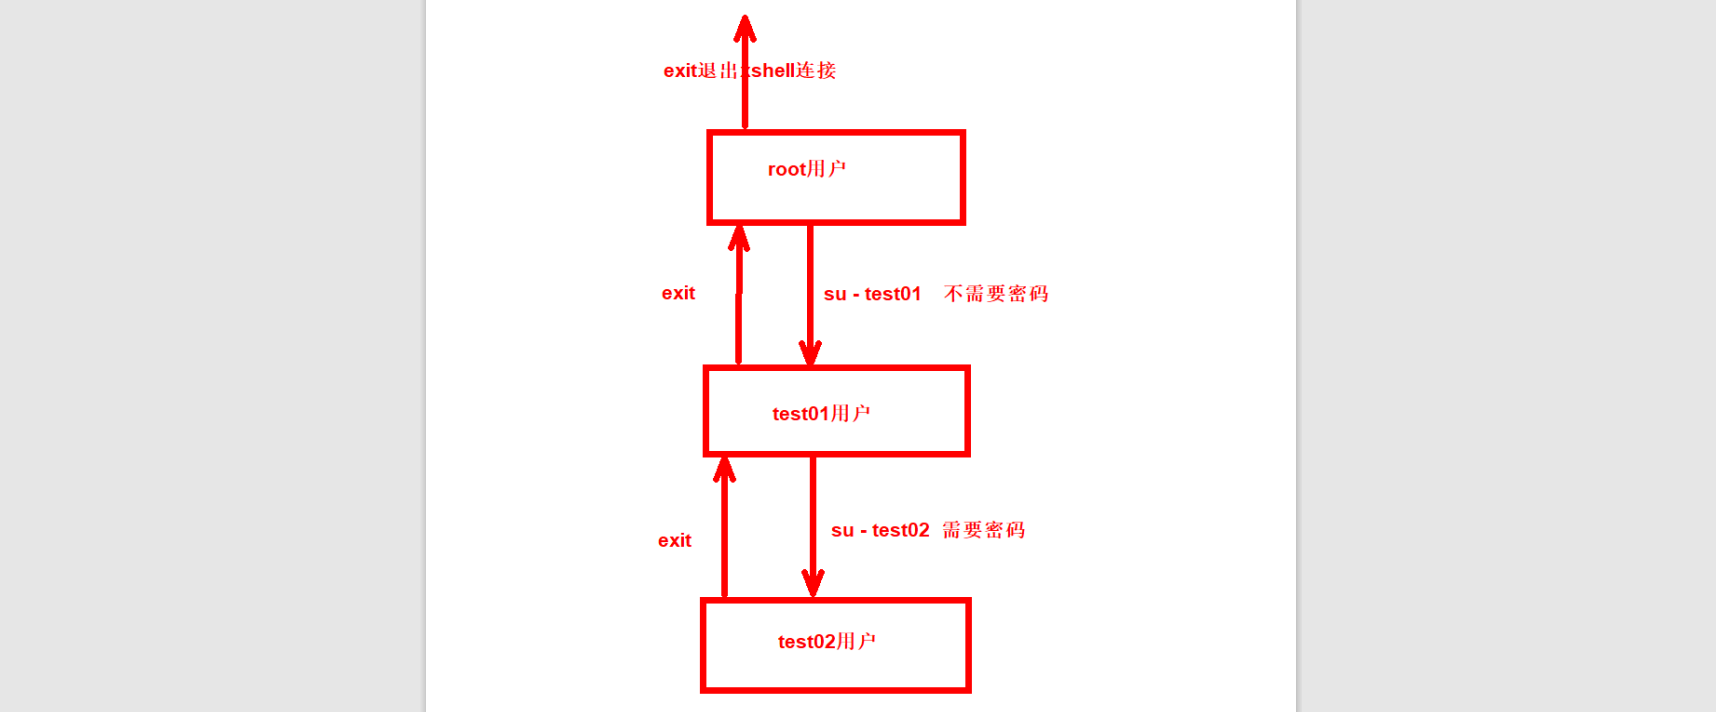 exit退出xshell连接
root用户
exit
su - test01 不需要密码
test01用户
su - test02 需要密码
exit
test02用户